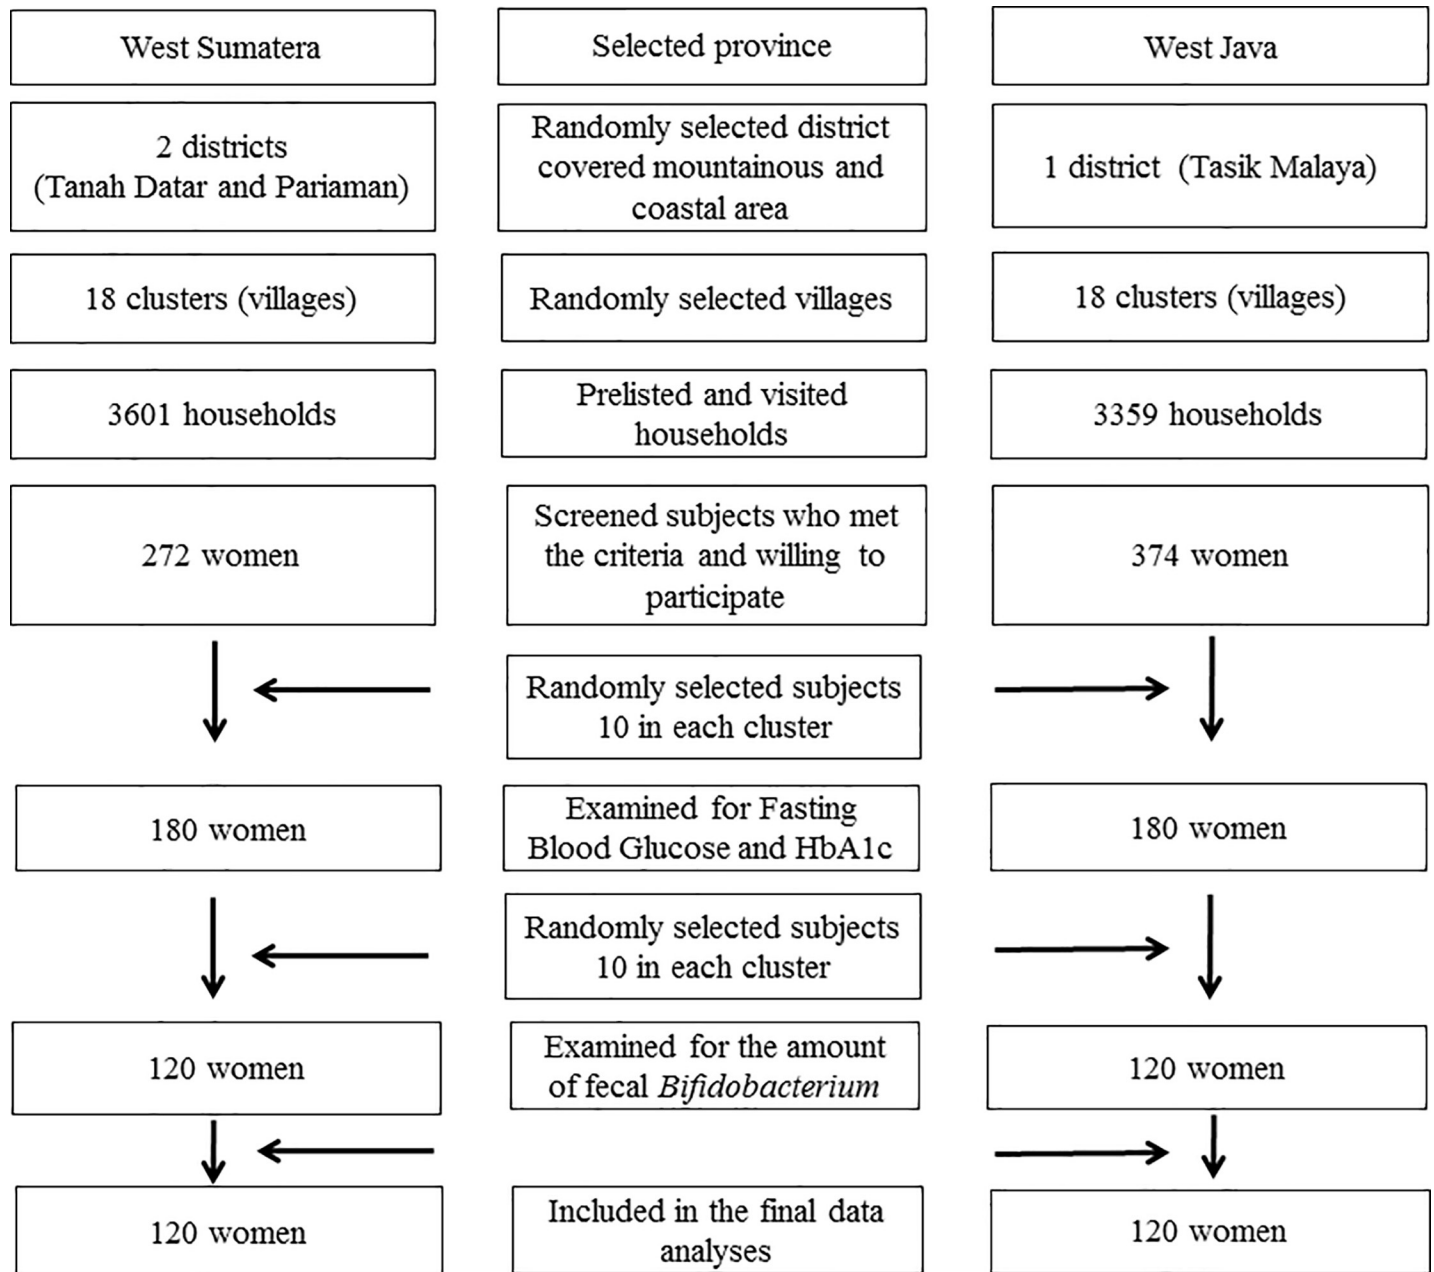 West Sumatera
Selected province
West Java
2 districts
(Tanah Datar and Pariaman)
Randomly selected district
covered mountainous and
coastal area
1 district (Tasik Malaya)
18 clusters (villages)
Randomly selected villages
18 clusters (villages)
3601 households
Prelisted and visited
households
3359 households
272 women
Screened subjects who met
the criteria and willing to
participate
374 women
Randomly selected subjects
10 in each cluster
180 women
Examined for Fasting
Blood Glucose and HbA1c
180 women
Randomly selected subjects
10 in each cluster
120 women
Examined for the amount
of fecal Bifidobacterium
120 women
120 women
Included in the final data
analyses
120 women